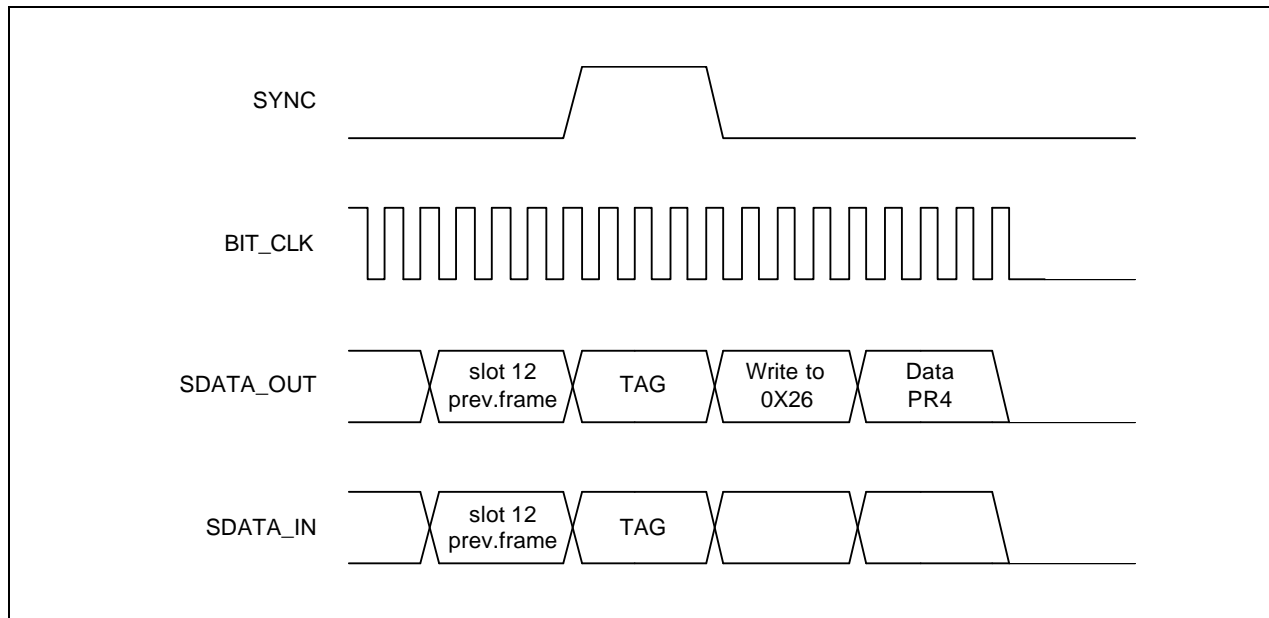 SYNC
BIT_CLK
SDATA_OUT
slot 12
prev.frame
TAG
Write to
0X26
Data
PR4
SDATA_IN
slot 12
prev.frame
TAG